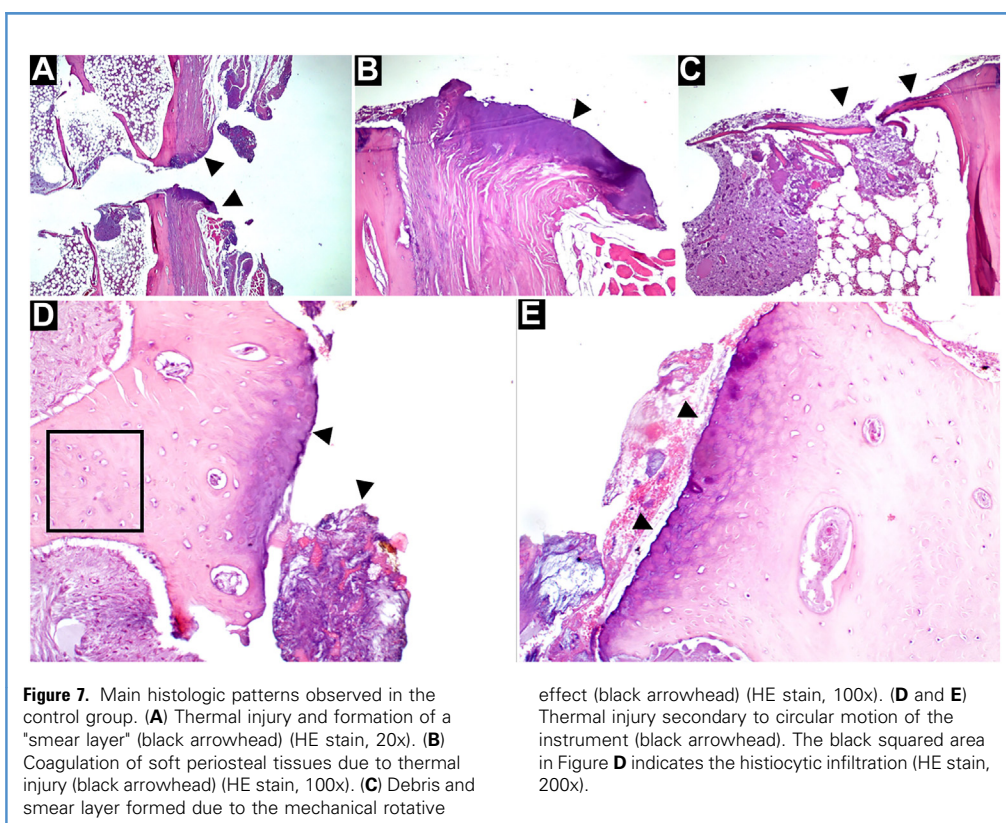 A
B
C
D
E
Figure 7. Main histologic patterns observed in the
control group. (A) Thermal injury and formation of a
"smear layer" (black arrowhead) (HE stain, 20x). (B)
Coagulation of soft periosteal tissues due to thermal
injury (black arrowhead) (HE stain, 100x). (C) Debris and
smear layer formed due to the mechanical rotative
effect (black arrowhead) (HE stain, 100x). (D and E)
Thermal injury secondary to circular motion of the
instrument (black arrowhead). The black squared area
in Figure D indicates the histiocytic infiltration (HE stain,
200x).